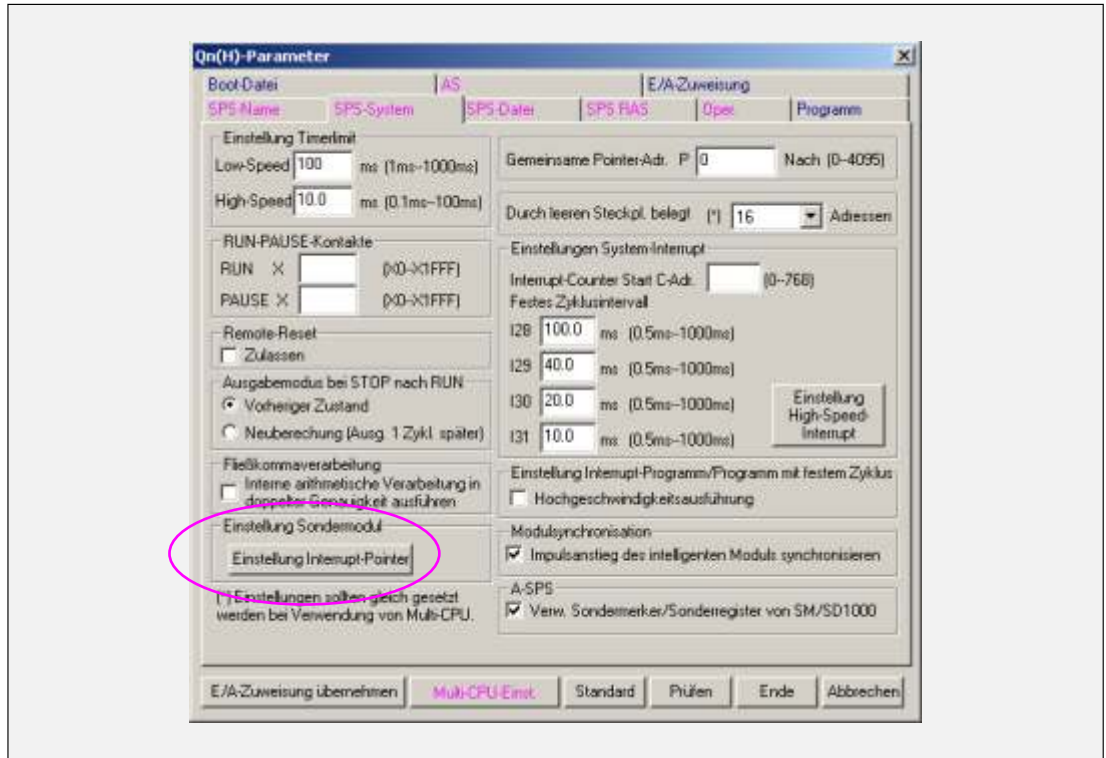 Qn(H)-Parameter
Boot-Datei AS E/A-Zuweisung
SPS-Name SPS-System SPS-Datei SPS RAS Oper. Programm
Einstellung Timerlimit
Low-Speed 100 ms (1ms--1000ms)
High-Speed 10.0 ms (0.1ms--100ms)
RUN-PAUSE-Kontakte
RUN X (X0--X1FFF)
PAUSE X (X0--X1FFF)
Remote-Reset
Zulassen
Ausgabemodus bei STOP nach RUN
Vorheriger Zustand
Neuberechung (Ausg. 1 Zykl. später)
Fließkommaverarbeitung
Interne arithmetische Verarbeitung in
doppelter Genauigkeit ausführen
Einstellung Sondermodul
Einstellung Interrupt-Pointer
(*) Einstellungen sollten gleich gesetzt
werden bei Verwendung von Multi-CPU.
Gemeinsame Pointer-Adr. P 0 Nach (0--4095)
Durch leeren Steckpl. belegt (*) 16 Adressen
Einstellungen System-Interrupt
Interrupt-Counter Start C-Adr. (0--768)
Festes Zyklusintervall
I28 100.0 ms (0.5ms--1000ms)
I29 40.0 ms (0.5ms--1000ms)
I30 20.0 ms (0.5ms--1000ms)
I31 10.0 ms (0.5ms--1000ms)
Einstellung
High-Speed-
Interrupt
Einstellung Interrupt-Programm/Programm mit festem Zyklus
Hochgeschwindigkeitsausführung
Modulsynchronisation
Impulsanstieg des intelligenten Moduls synchronisieren
A-SPS
Verw. Sondermerker/Sonderregister von SM/SD1000
E/A-Zuweisung übernehmen Multi-CPU-Einst. Standard Prüfen Ende Abbrechen